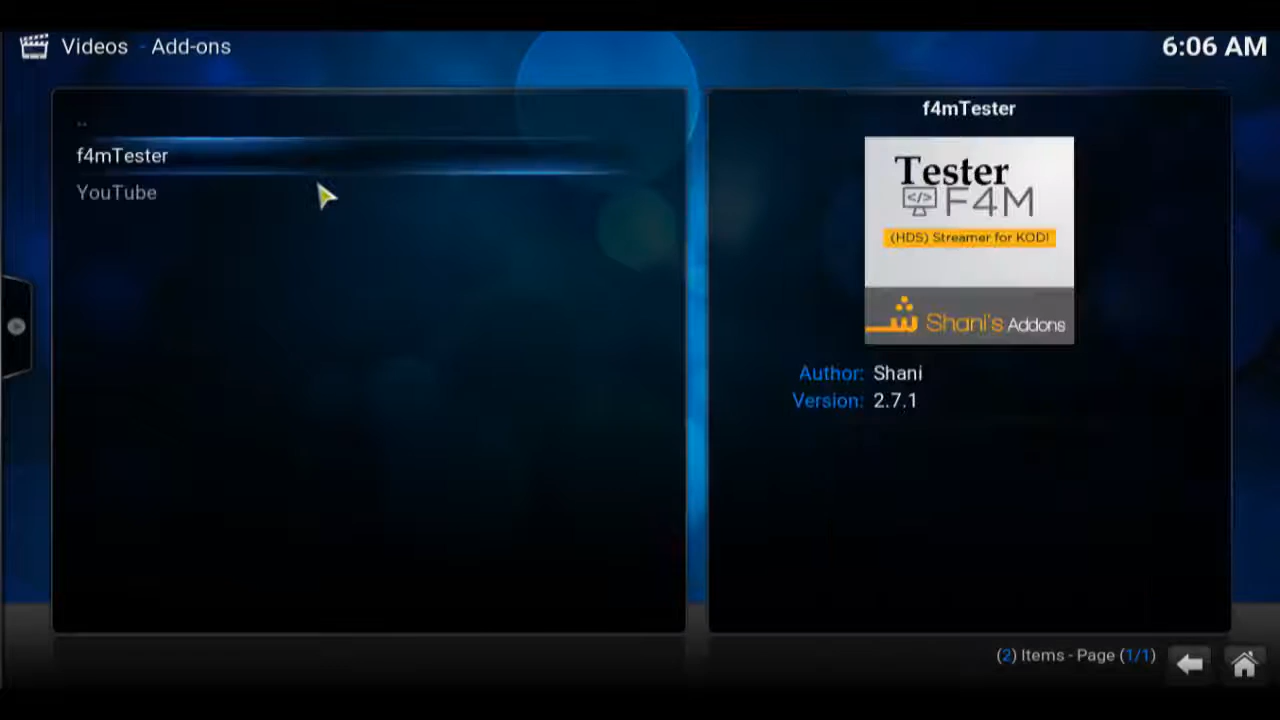 Videos - Add-ons
6:06 AM
..
f4mTester
YouTube
f4mTester
Tester
</> F4M
(HDS) Streamer for KODI
ش Shani's Addons
Author: Shani
Version: 2.7.1
(2) Items - Page (1/1)